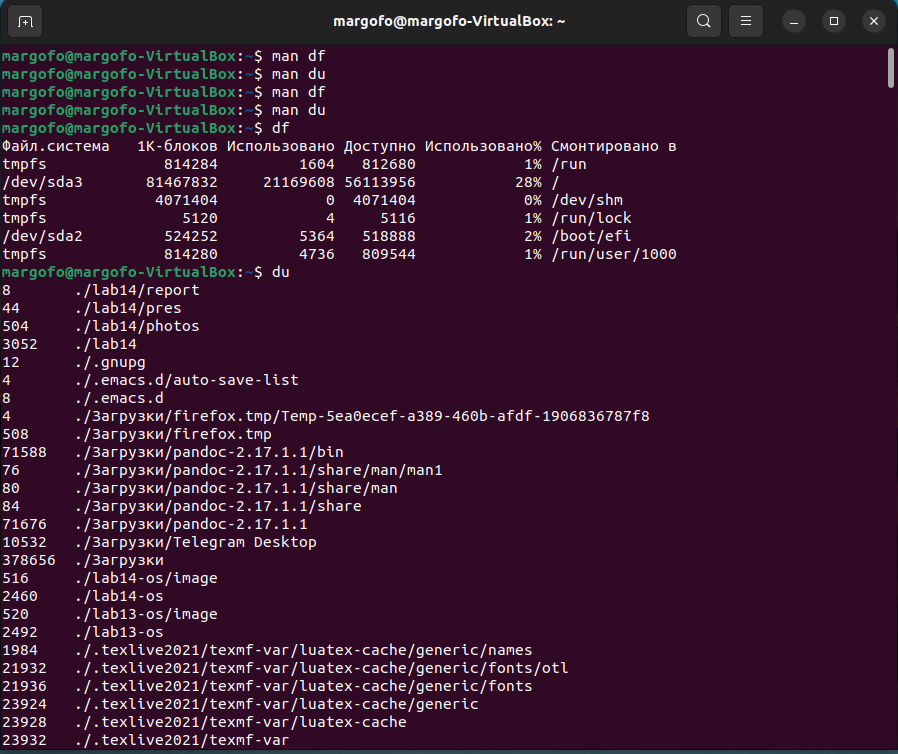 margofo@margofo-VirtualBox: ~
margofo@margofo-VirtualBox:~$ man df
margofo@margofo-VirtualBox:~$ man du
margofo@margofo-VirtualBox:~$ man df
margofo@margofo-VirtualBox:~$ man du
margofo@margofo-VirtualBox:~$ df
Файл.система   1K-блоков Использовано Доступно Использовано% Смонтировано в
tmpfs             814284         1604   812680            1% /run
/dev/sda3       81467832     21169608 56113956           28% /
tmpfs            4071404            0  4071404            0% /dev/shm
tmpfs               5120            4     5116            1% /run/lock
/dev/sda2         524252         5364   518888            2% /boot/efi
tmpfs             814280         4736   809544            1% /run/user/1000
margofo@margofo-VirtualBox:~$ du
8       ./lab14/report
44      ./lab14/pres
504     ./lab14/photos
3052    ./lab14
12      ./.gnupg
4       ./.emacs.d/auto-save-list
8       ./.emacs.d
4       ./Загрузки/firefox.tmp/Temp-5ea0ecef-a389-460b-afdf-1906836787f8
508     ./Загрузки/firefox.tmp
71588   ./Загрузки/pandoc-2.17.1.1/bin
76      ./Загрузки/pandoc-2.17.1.1/share/man/man1
80      ./Загрузки/pandoc-2.17.1.1/share/man
84      ./Загрузки/pandoc-2.17.1.1/share
71676   ./Загрузки/pandoc-2.17.1.1
10532   ./Загрузки/Telegram Desktop
378656  ./Загрузки
516     ./lab14-os/image
2460    ./lab14-os
520     ./lab13-os/image
2492    ./lab13-os
1984    ./.texlive2021/texmf-var/luatex-cache/generic/names
21932   ./.texlive2021/texmf-var/luatex-cache/generic/fonts/otl
21936   ./.texlive2021/texmf-var/luatex-cache/generic/fonts
23924   ./.texlive2021/texmf-var/luatex-cache/generic
23928   ./.texlive2021/texmf-var/luatex-cache
23932   ./.texlive2021/texmf-var